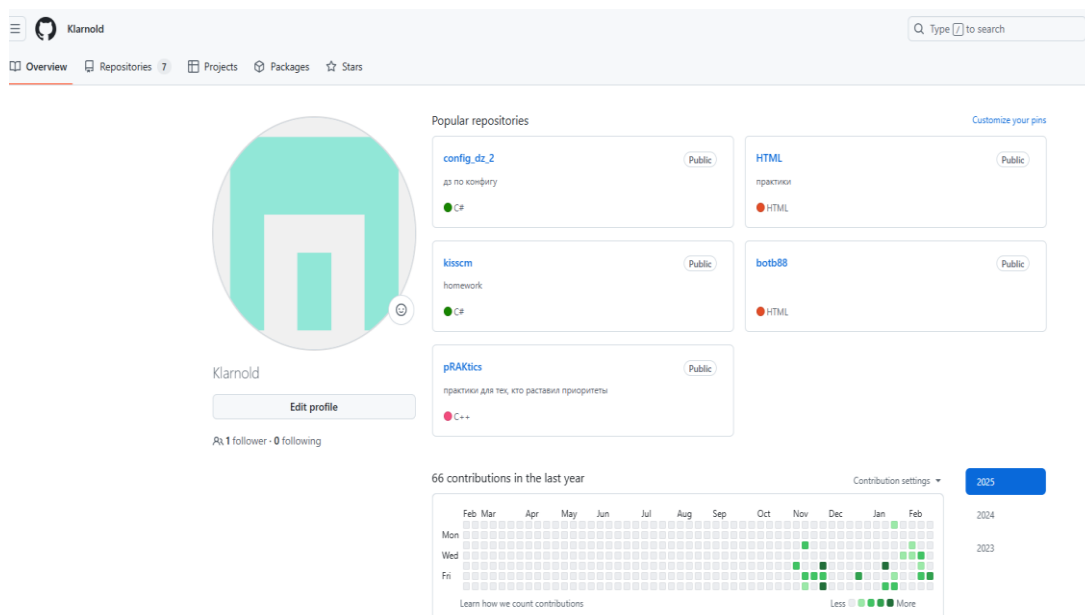 Klarnold
Type / to search
Overview Repositories 7 Projects Packages Stars
Popular repositories Customize your pins
config_dz_2 Public
дз по конфигу
C#
HTML Public
практики
HTML
kisscm Public
homework
C#
botb88 Public
HTML
pRAKtics Public
практики для тех, кто раставил приоритеты
C++
Klarnold
Edit profile
1 follower · 0 following
66 contributions in the last year
Contribution settings
2025
2024
2023
Feb Mar Apr May Jun Jul Aug Sep Oct Nov Dec Jan Feb
Mon
Wed
Fri
Learn how we count contributions
Less More